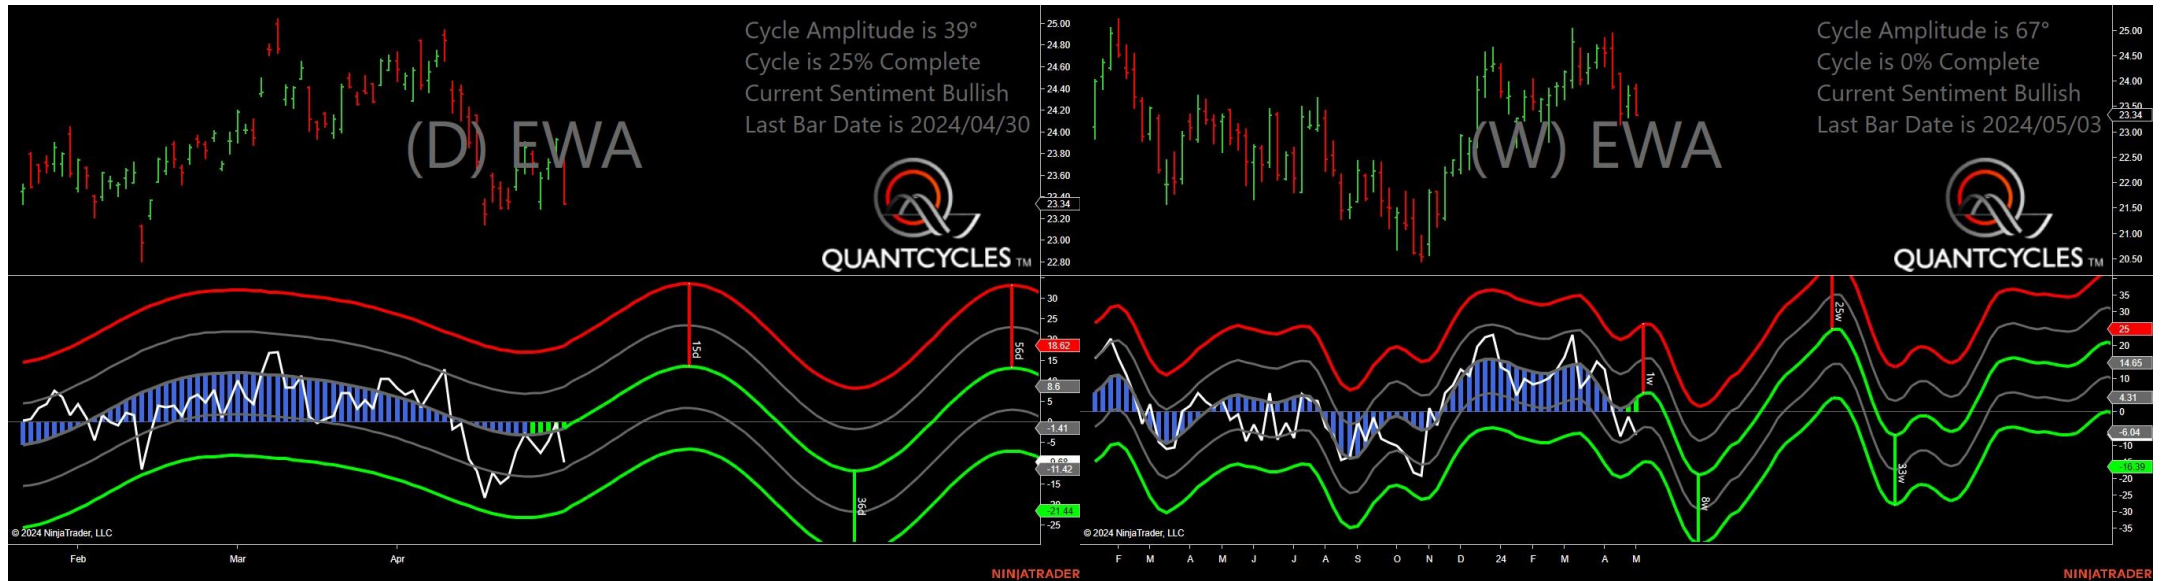 Cycle Amplitude is 39°
Cycle is 25% Complete
Current Sentiment Bullish
Last Bar Date is 2024/04/30
(D) EWA
QUANTCYCLES TM
25.00
24.80
24.60
24.40
24.20
24.00
23.80
23.60
23.40
23.34
23.20
23.00
22.80
15d
56d
36d
30
25
18.62
15
8.6
5
-1.41
-5
-11.42
-15
-21.44
-25
© 2024 NinjaTrader, LLC
Feb Mar Apr
NINJATRADER
Cycle Amplitude is 67°
Cycle is 0% Complete
Current Sentiment Bullish
Last Bar Date is 2024/05/03
(W) EWA
QUANTCYCLES TM
25.00
24.50
24.00
23.50
23.34
23.00
22.50
22.00
21.50
21.00
20.50
1w
25w
8w
33w
35
30
25
20
14.65
10
4.31
0
-6.04
-10
-16.39
-20
-25
-30
-35
© 2024 NinjaTrader, LLC
F M A M J J A S O N D 24 F M A M
NINJATRADER